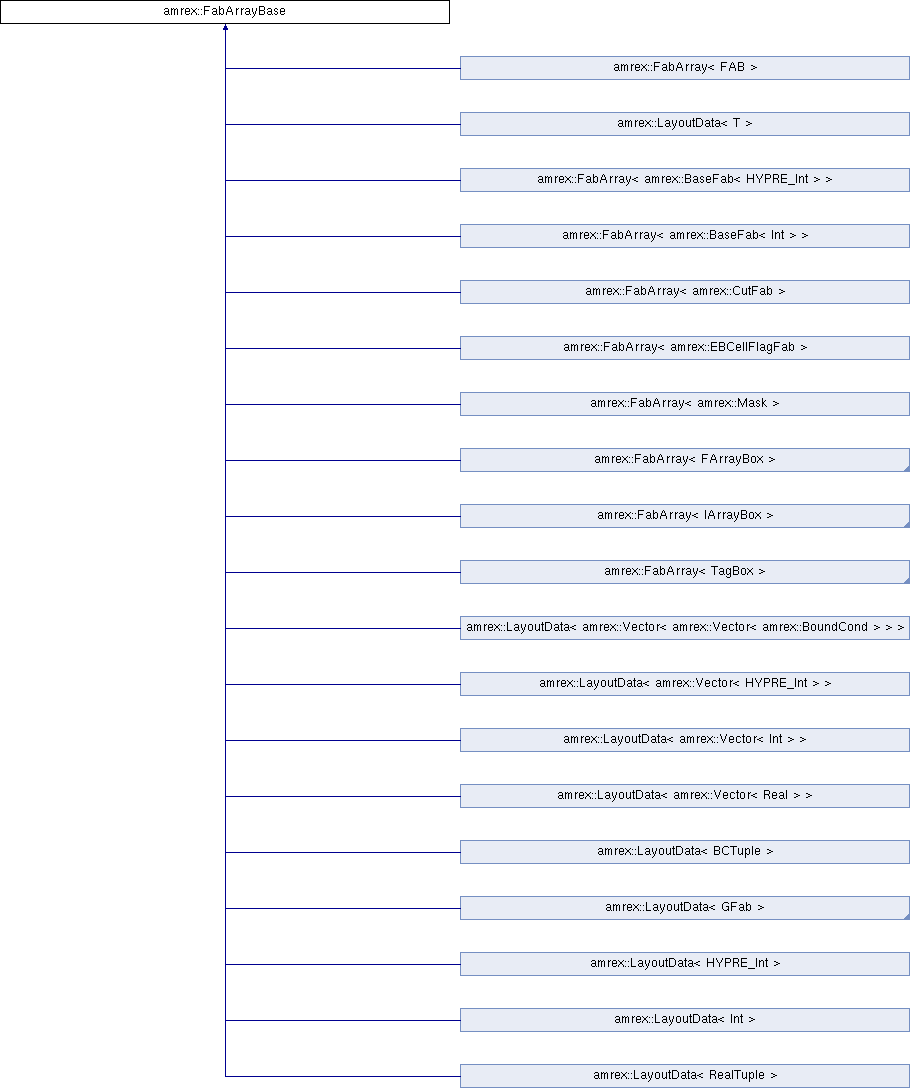 amrex::FabArrayBase
amrex::FabArray< FAB >
amrex::LayoutData< T >
amrex::FabArray< amrex::BaseFab< HYPRE_Int > >
amrex::FabArray< amrex::BaseFab< Int > >
amrex::FabArray< amrex::CutFab >
amrex::FabArray< amrex::EBCellFlagFab >
amrex::FabArray< amrex::Mask >
amrex::FabArray< FArrayBox >
amrex::FabArray< IArrayBox >
amrex::FabArray< TagBox >
amrex::LayoutData< amrex::Vector< amrex::Vector< amrex::BoundCond > > >
amrex::LayoutData< amrex::Vector< HYPRE_Int > >
amrex::LayoutData< amrex::Vector< Int > >
amrex::LayoutData< amrex::Vector< Real > >
amrex::LayoutData< BCTuple >
amrex::LayoutData< GFab >
amrex::LayoutData< HYPRE_Int >
amrex::LayoutData< Int >
amrex::LayoutData< RealTuple >